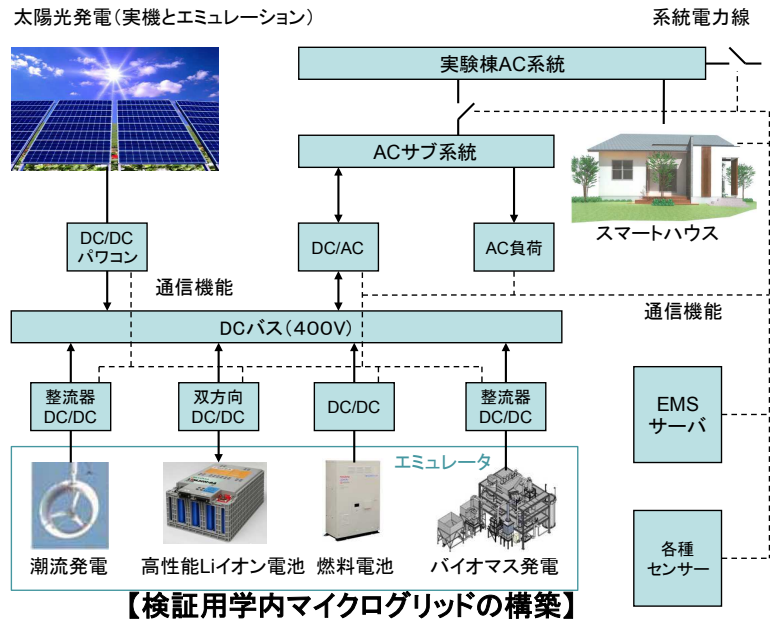 太陽光発電（実機とエミュレーション）
系統電力線
実験棟AC系統
ACサブ系統
DC/DC
パワコン
DC/AC
AC負荷
スマートハウス
通信機能
通信機能
DCバス（400V）
整流器
DC/DC
双方向
DC/DC
DC/DC
整流器
DC/DC
EMS
サーバ
エミュレータ
潮流発電
高性能Liイオン電池
燃料電池
バイオマス発電
各種
センサー
【検証用学内マイクログリッドの構築】